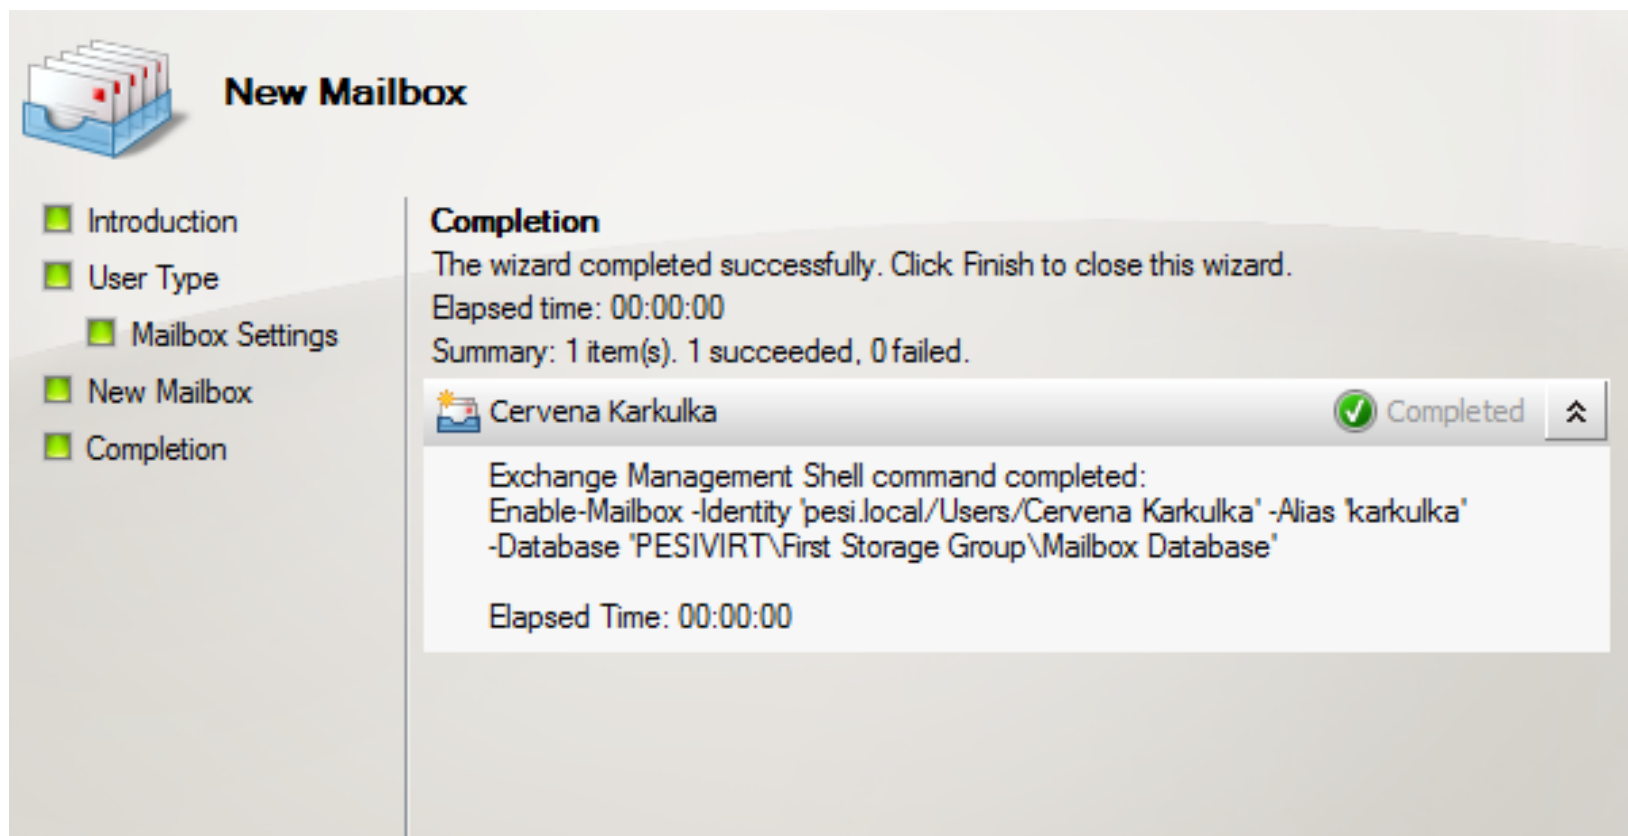 New Mailbox
Introduction
User Type
Mailbox Settings
New Mailbox
Completion
Completion
The wizard completed successfully. Click Finish to close this wizard.
Elapsed time: 00:00:00
Summary: 1 item(s). 1 succeeded, 0 failed.
Cervena Karkulka
Completed
Exchange Management Shell command completed:
Enable-Mailbox -Identity 'pesi.local/Users/Cervena Karkulka' -Alias 'karkulka'
-Database 'PESIVIRT\First Storage Group\Mailbox Database'
Elapsed Time: 00:00:00